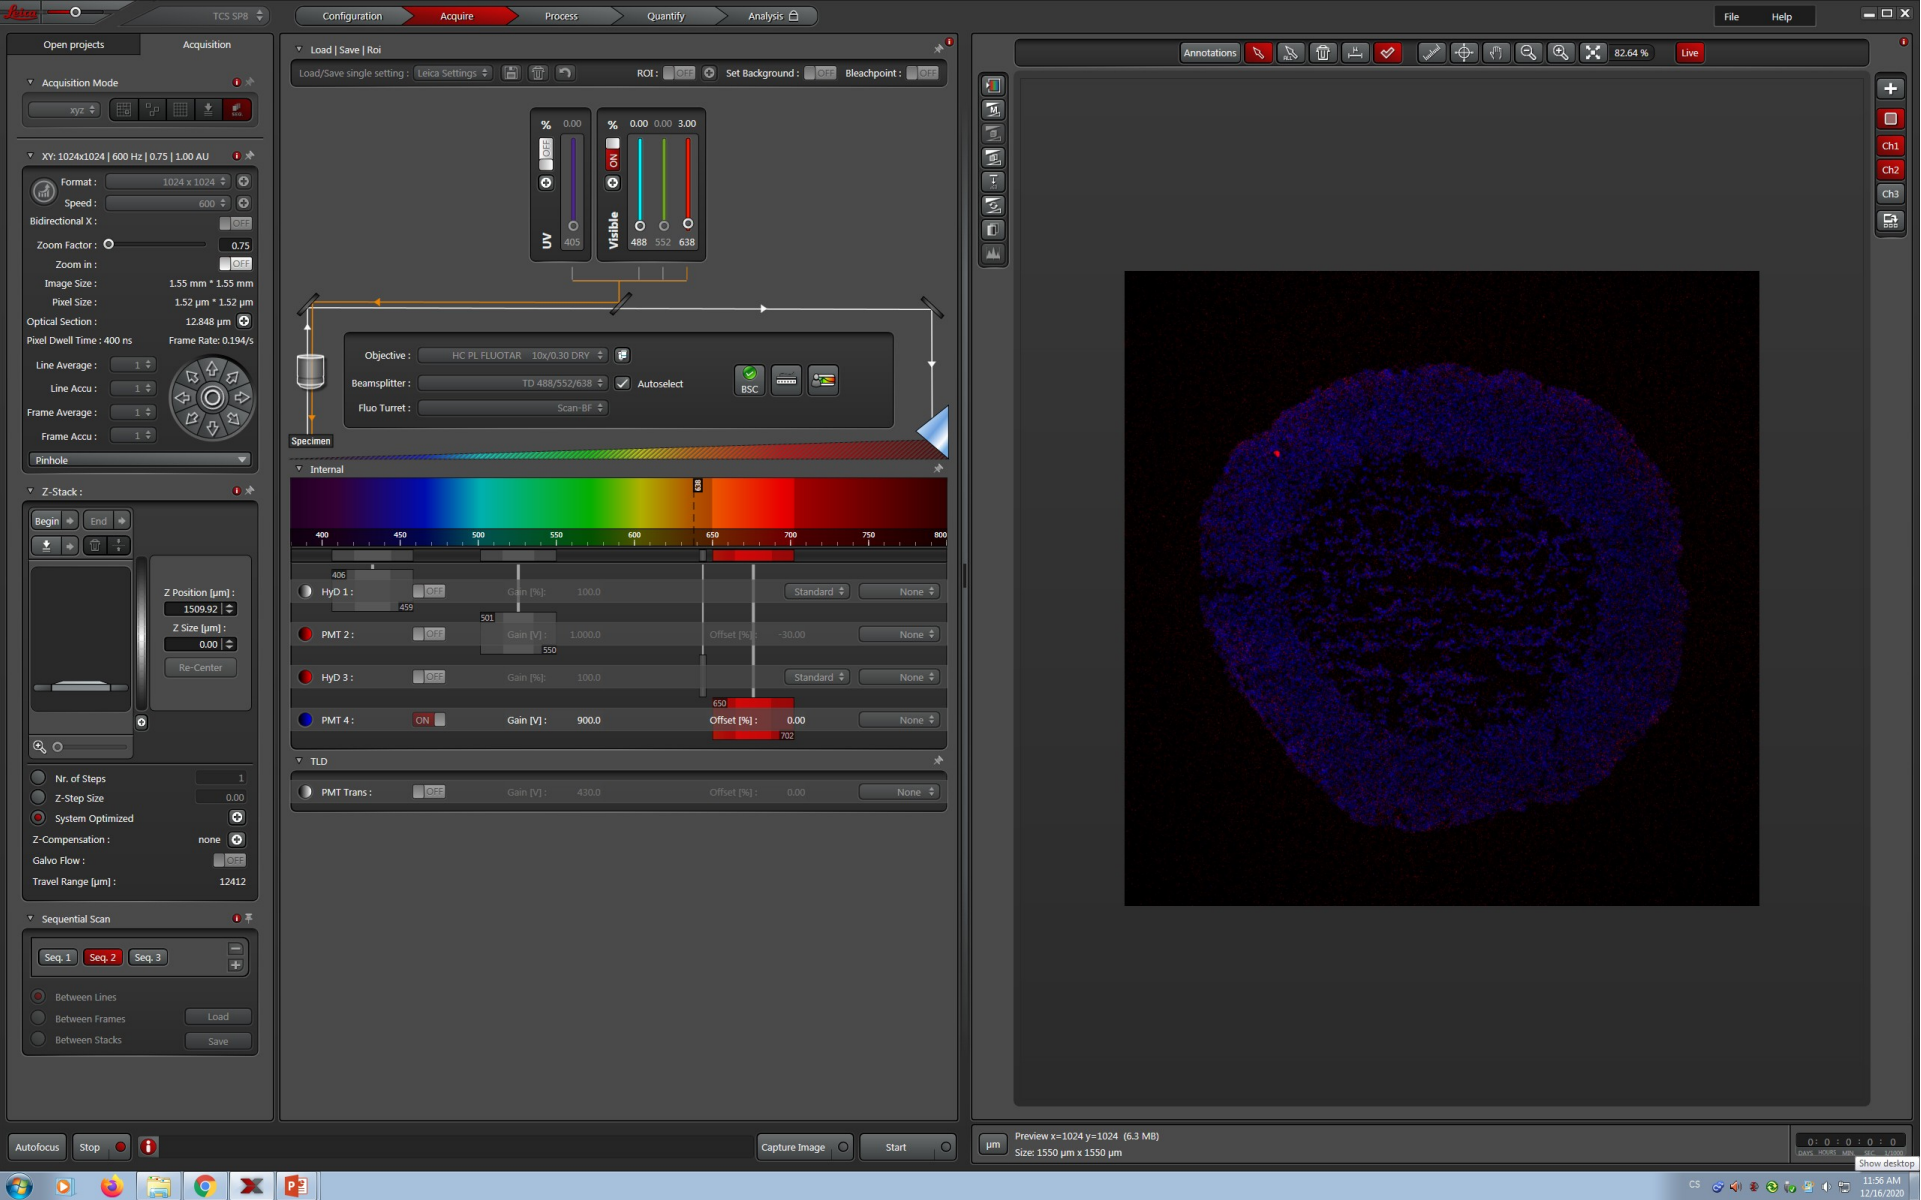 Leica
TCS SP8
Configuration
Acquire
Process
Quantify
Analysis
File
Help
Open projects
Acquisition
Acquisition Mode
xyz
XY: 1024x1024 | 600 Hz | 0.75 | 1.00 AU
Format : 1024 x 1024
Speed : 600
Bidirectional X : OFF
Zoom Factor : 0.75
Zoom in : OFF
Image Size : 1.55 mm * 1.55 mm
Pixel Size : 1.52 µm * 1.52 µm
Optical Section : 12.848 µm
Pixel Dwell Time : 400 ns Frame Rate: 0.194/s
Line Average : 1
Line Accu : 1
Frame Average : 1
Frame Accu : 1
Pinhole
Z-Stack :
Begin End
Z Position [µm] :
1509.92
Z Size [µm] :
0.00
Re-Center
Nr. of Steps 1
Z-Step Size 0.00
System Optimized
Z-Compensation : none
Galvo Flow : OFF
Travel Range [µm] : 12412
Sequential Scan
Seq. 1 Seq. 2 Seq. 3
Between Lines
Between Frames Load
Between Stacks Save
Autofocus Stop
Load | Save | Roi
Load/Save single setting : Leica Settings ROI : OFF Set Background : OFF Bleachpoint : OFF
% 0.00 % 0.00 0.00 3.00
OFF ON
UV 405 Visible 488 552 638
Objective : HC PL FLUOTAR 10x/0.30 DRY
Beamsplitter : TD 488/552/638 Autoselect BSC
Fluo Turret : Scan-BF
Specimen
Internal
638
400 450 500 550 600 650 700 750 800
406
HyD 1 : OFF Gain [%]: 100.0 Standard None
459
501
PMT 2 : OFF Gain [V] : 1,000.0 Offset [%] : -30.00 None
550
HyD 3 : OFF Gain [%]: 100.0 Standard None
650
PMT 4 : ON Gain [V] : 900.0 Offset [%] : 0.00 None
702
TLD
PMT Trans : OFF Gain [V] : 430.0 Offset [%] : 0.00 None
Capture Image Start
Annotations 82.64 % Live
Ch1
Ch2
Ch3
µm
Preview x=1024 y=1024 (6.3 MB)
Size: 1550 µm x 1550 µm
0: 0 : 0 : 0 : 0 : 0
Show desktop
CS
11:56 AM
12/16/2020